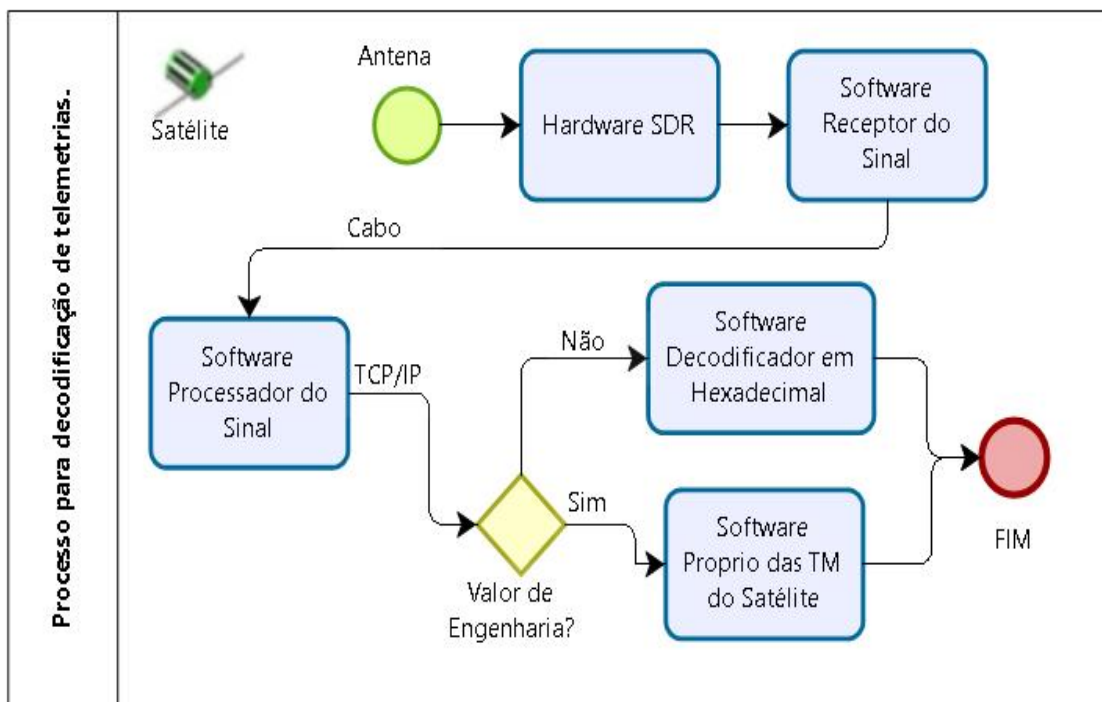 Processo para decodificação de telemetrias.
Satélite
Antena
Hardware SDR
Software
Receptor do
Sinal
Cabo
Software
Processador do
Sinal
TCP/IP
Valor de
Engenharia?
Não
Software
Decodificador em
Hexadecimal
Sim
Software
Proprio das TM
do Satélite
FIM